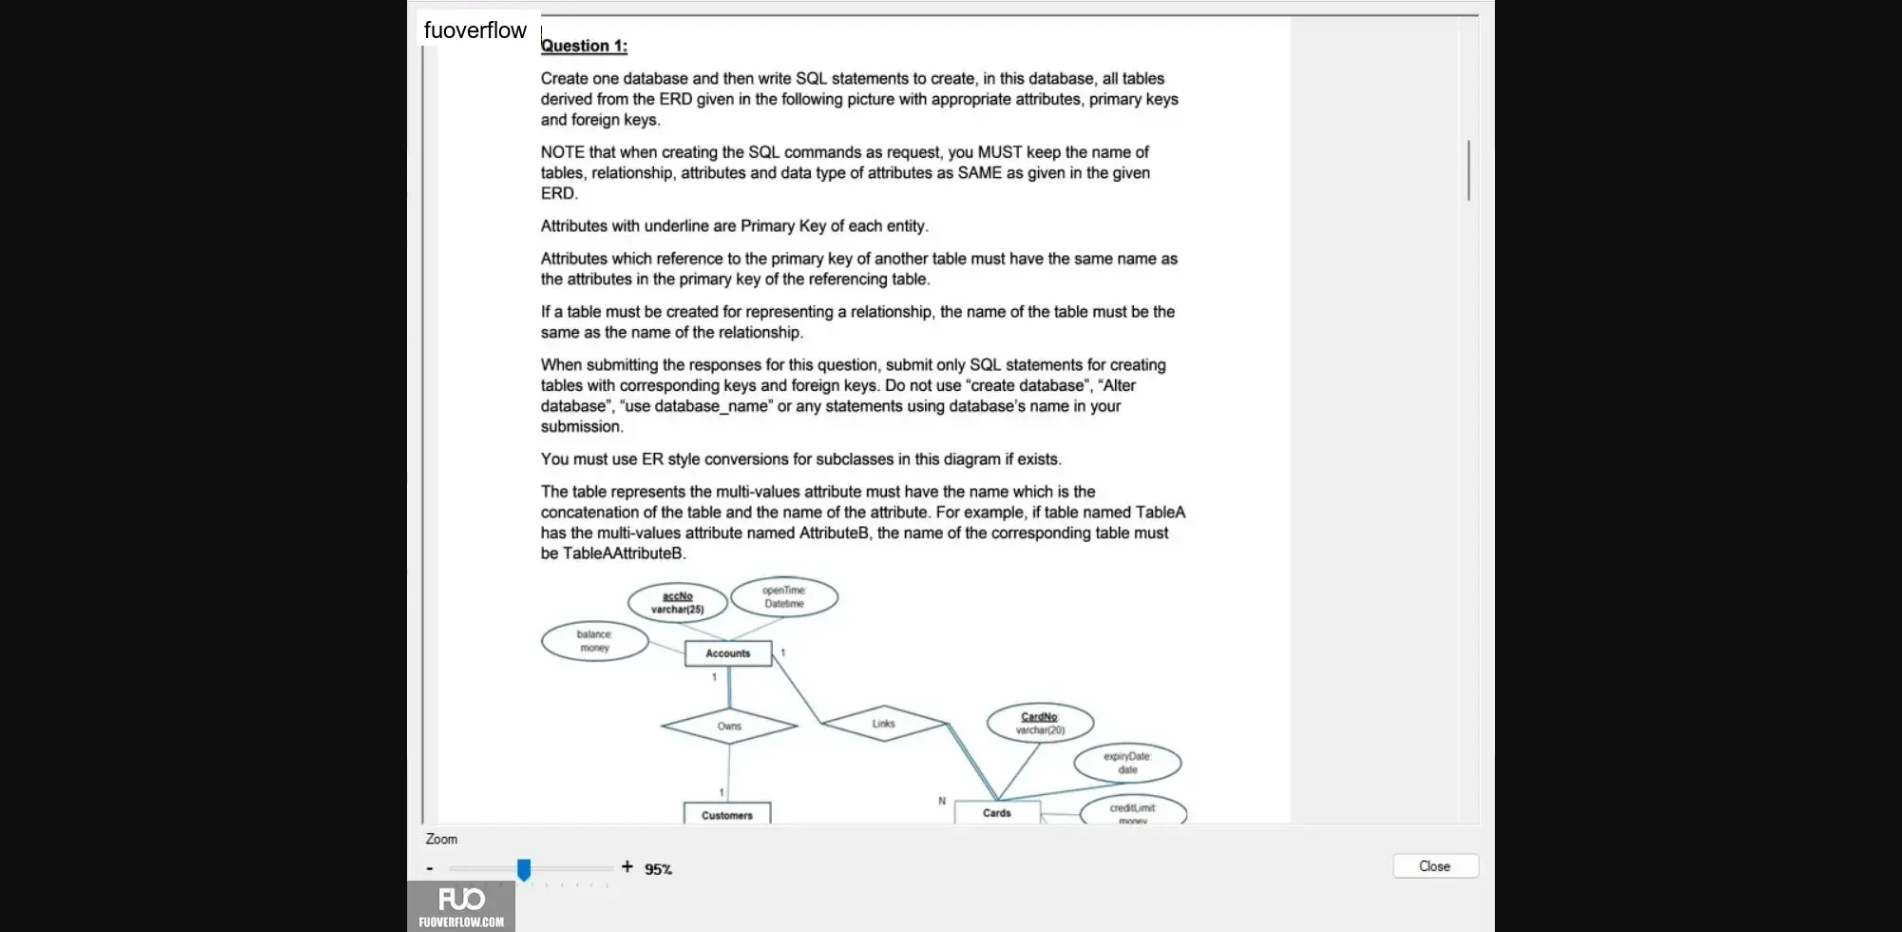 fuoverflow
Question 1:
Create one database and then write SQL statements to create, in this database, all tables
derived from the ERD given in the following picture with appropriate attributes, primary keys
and foreign keys.
NOTE that when creating the SQL commands as request, you MUST keep the name of
tables, relationship, attributes and data type of attributes as SAME as given in the given
ERD.
Attributes with underline are Primary Key of each entity.
Attributes which reference to the primary key of another table must have the same name as
the attributes in the primary key of the referencing table.
If a table must be created for representing a relationship, the name of the table must be the
same as the name of the relationship.
When submitting the responses for this question, submit only SQL statements for creating
tables with corresponding keys and foreign keys. Do not use “create database”, “Alter
database”, “use database_name” or any statements using database’s name in your
submission.
You must use ER style conversions for subclasses in this diagram if exists.
The table represents the multi-values attribute must have the name which is the
concatenation of the table and the name of the attribute. For example, if table named TableA
has the multi-values attribute named AttributeB, the name of the corresponding table must
be TableAAttributeB.
accNo
varchar(25)
openTime:
Datetime
balance:
money
Accounts
1
1
Owns
Links
CardNo
varchar(20)
expiryDate:
date
1
N
Customers
Cards
creditLimit:
money
Zoom
- + 95%
Close
FUO
FUOVERFLOW.COM